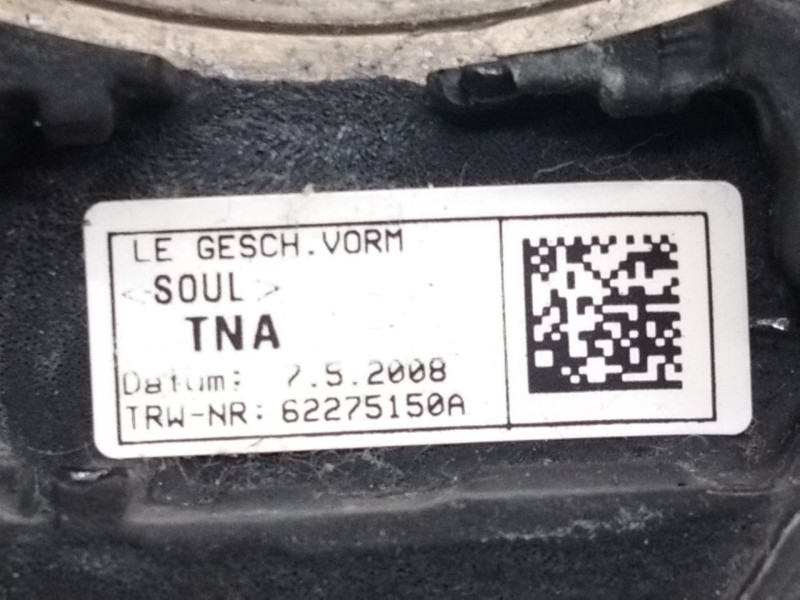 LE GESCH.VORM
<SOUL>
TNA
Datum: 7.5.2008
TRW-NR: 62275150A